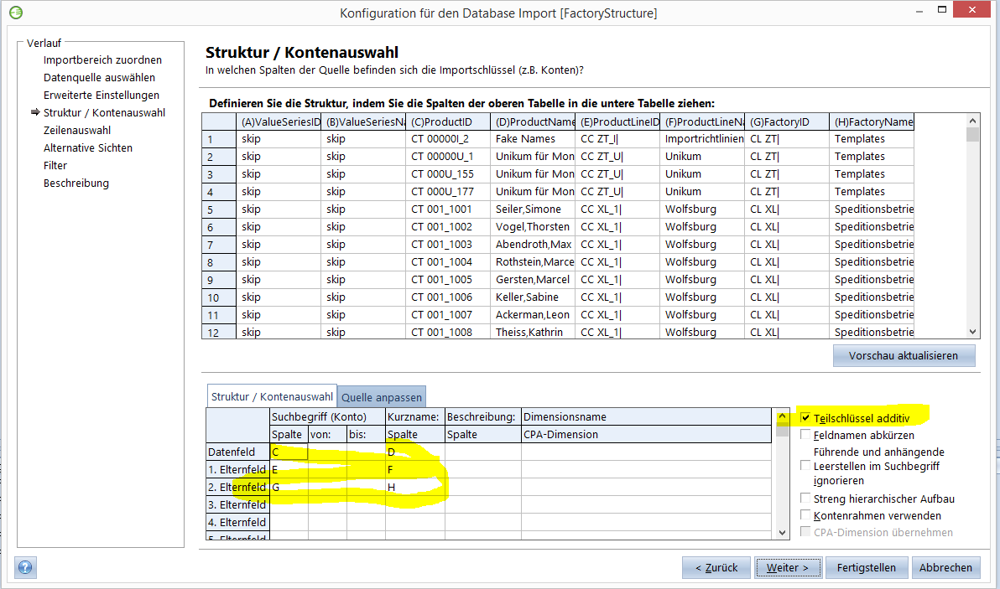 Konfiguration für den Database Import [FactoryStructure]
Verlauf
Importbereich zuordnen
Datenquelle auswählen
Erweiterte Einstellungen
Struktur / Kontenauswahl
Zeilenauswahl
Alternative Sichten
Filter
Beschreibung
Struktur / Kontenauswahl
In welchen Spalten der Quelle befinden sich die Importschlüssel (z.B. Konten)?
Definieren Sie die Struktur, indem Sie die Spalten der oberen Tabelle in die untere Tabelle ziehen:
(A)ValueSeriesID (B)ValueSeriesNa (C)ProductID (D)ProductName (E)ProductLineID (F)ProductLineNa (G)FactoryID (H)FactoryName
1 skip skip CT 00000I_2 Fake Names CC ZT_I| Importrichtlinien CL ZT| Templates
2 skip skip CT 00000U_1 Unikum für Mon CC ZT_U| Unikum CL ZT| Templates
3 skip skip CT 000U_155 Unikum für Mon CC ZT_U| Unikum CL ZT| Templates
4 skip skip CT 000U_177 Unikum für Mon CC ZT_U| Unikum CL ZT| Templates
5 skip skip CT 001_1001 Seiler,Simone CC XL_1| Wolfsburg CL XL| Speditionsbetrie
6 skip skip CT 001_1002 Vogel,Thorsten CC XL_1| Wolfsburg CL XL| Speditionsbetrie
7 skip skip CT 001_1003 Abendroth,Max CC XL_1| Wolfsburg CL XL| Speditionsbetrie
8 skip skip CT 001_1004 Rothstein,Marce CC XL_1| Wolfsburg CL XL| Speditionsbetrie
9 skip skip CT 001_1005 Gersten,Marcel CC XL_1| Wolfsburg CL XL| Speditionsbetrie
10 skip skip CT 001_1006 Keller,Sabine CC XL_1| Wolfsburg CL XL| Speditionsbetrie
11 skip skip CT 001_1007 Ackerman,Leon CC XL_1| Wolfsburg CL XL| Speditionsbetrie
12 skip skip CT 001_1008 Theiss,Kathrin CC XL_1| Wolfsburg CL XL| Speditionsbetrie
Vorschau aktualisieren
Struktur / Kontenauswahl Quelle anpassen
Suchbegriff (Konto) Kurzname: Beschreibung: Dimensionsname
Spalte von: bis: Spalte Spalte CPA-Dimension
Datenfeld C D
1. Elternfeld E F
2. Elternfeld G H
3. Elternfeld
4. Elternfeld
5. Elternfeld
Teilschlüssel additiv
Feldnamen abkürzen
Führende und anhängende
Leerstellen im Suchbegriff
ignorieren
Streng hierarchischer Aufbau
Kontenrahmen verwenden
CPA-Dimension übernehmen
? < Zurück Weiter > Fertigstellen Abbrechen